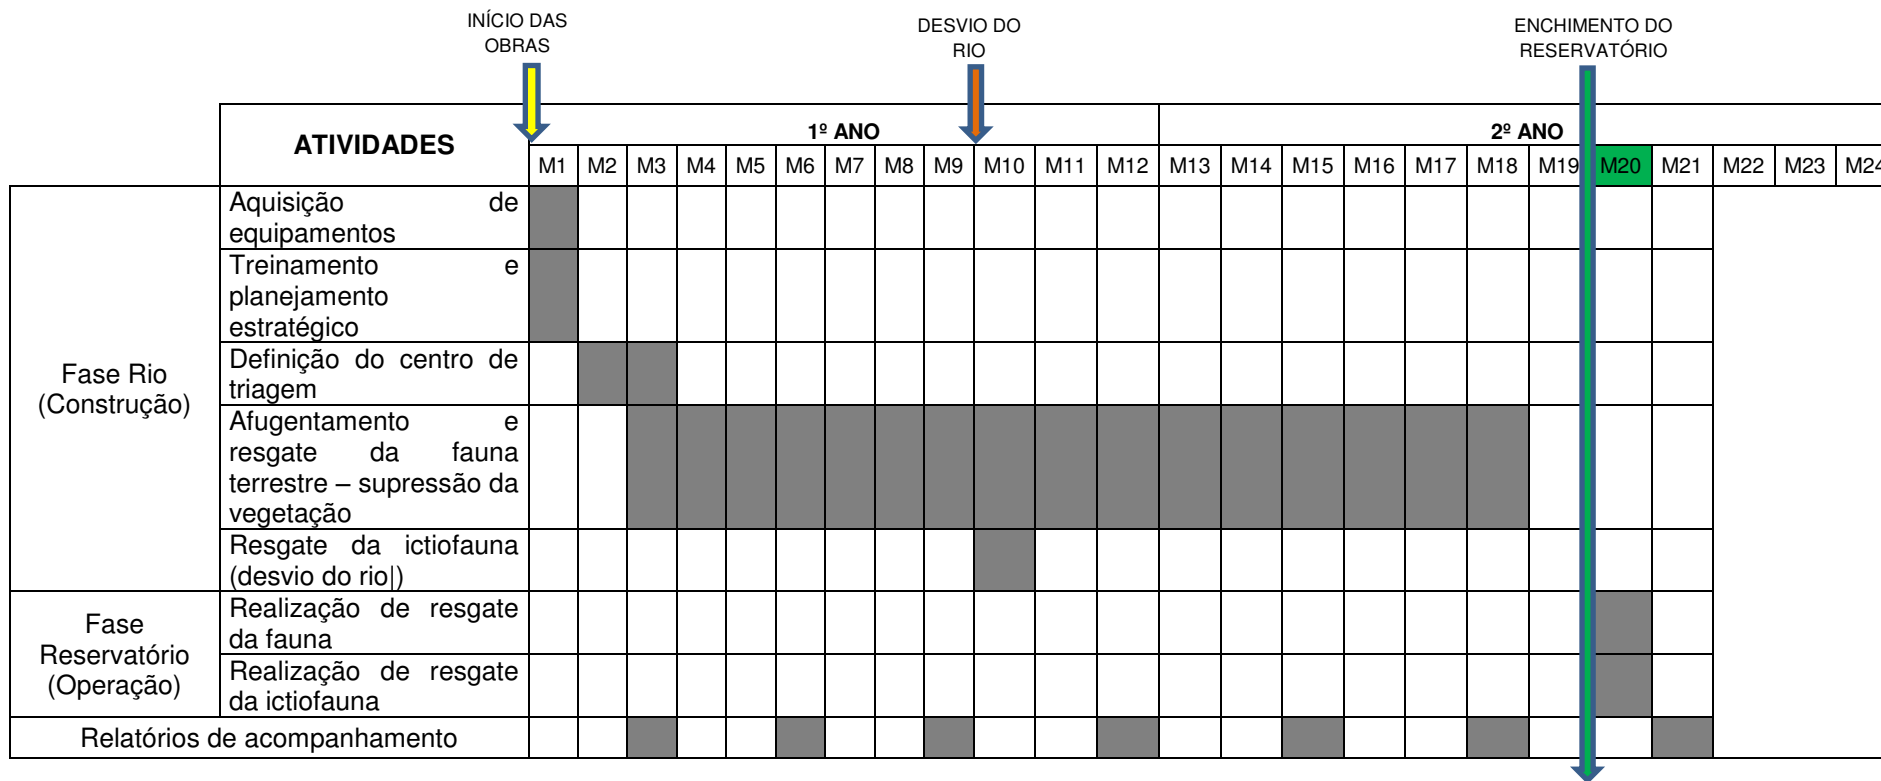 INÍCIO DAS
OBRAS
DESVIO DO
RIO
ENCHIMENTO DO
RESERVATÓRIO
ATIVIDADES
1º ANO
2º ANO
M1 M2 M3 M4 M5 M6 M7 M8 M9 M10 M11 M12 M13 M14 M15 M16 M17 M18 M19 M20 M21 M22 M23 M24
Fase Rio
(Construção)
Aquisição de
equipamentos
Treinamento e
planejamento
estratégico
Definição do centro de
triagem
Afugentamento e
resgate da fauna
terrestre – supressão da
vegetação
Resgate da ictiofauna
(desvio do rio|)
Fase
Reservatório
(Operação)
Realização de resgate
da fauna
Realização de resgate
da ictiofauna
Relatórios de acompanhamento